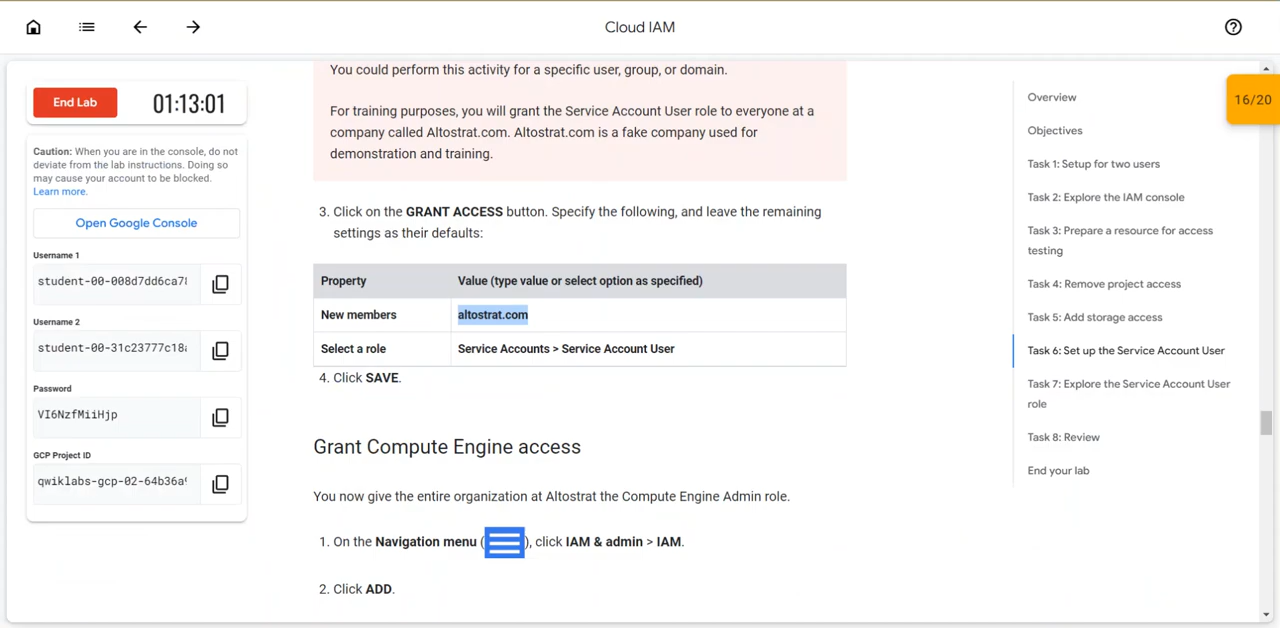 Cloud IAM
End Lab
01:13:01
16/20
Caution: When you are in the console, do not
deviate from the lab instructions. Doing so
may cause your account to be blocked.
Learn more.
Open Google Console
Username 1
student-00-008d7dd6ca7
Username 2
student-00-31c23777c18
Password
VI6NzfMiiHjp
GCP Project ID
qwiklabs-gcp-02-64b36a
You could perform this activity for a specific user, group, or domain.
For training purposes, you will grant the Service Account User role to everyone at a
company called Altostrat.com. Altostrat.com is a fake company used for
demonstration and training.
3. Click on the GRANT ACCESS button. Specify the following, and leave the remaining
settings as their defaults:
Property Value (type value or select option as specified)
New members altostrat.com
Select a role Service Accounts > Service Account User
4. Click SAVE.
Grant Compute Engine access
You now give the entire organization at Altostrat the Compute Engine Admin role.
1. On the Navigation menu ( ), click IAM & admin > IAM.
2. Click ADD.
Overview
Objectives
Task 1: Setup for two users
Task 2: Explore the IAM console
Task 3: Prepare a resource for access
testing
Task 4: Remove project access
Task 5: Add storage access
Task 6: Set up the Service Account User
Task 7: Explore the Service Account User
role
Task 8: Review
End your lab